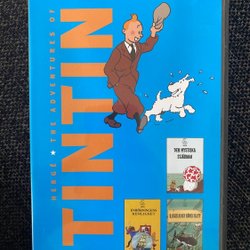 HERGÉ ★ THE ADVENTURES OF
TINTIN
DEN MYSTISKA
STJÄRNAN